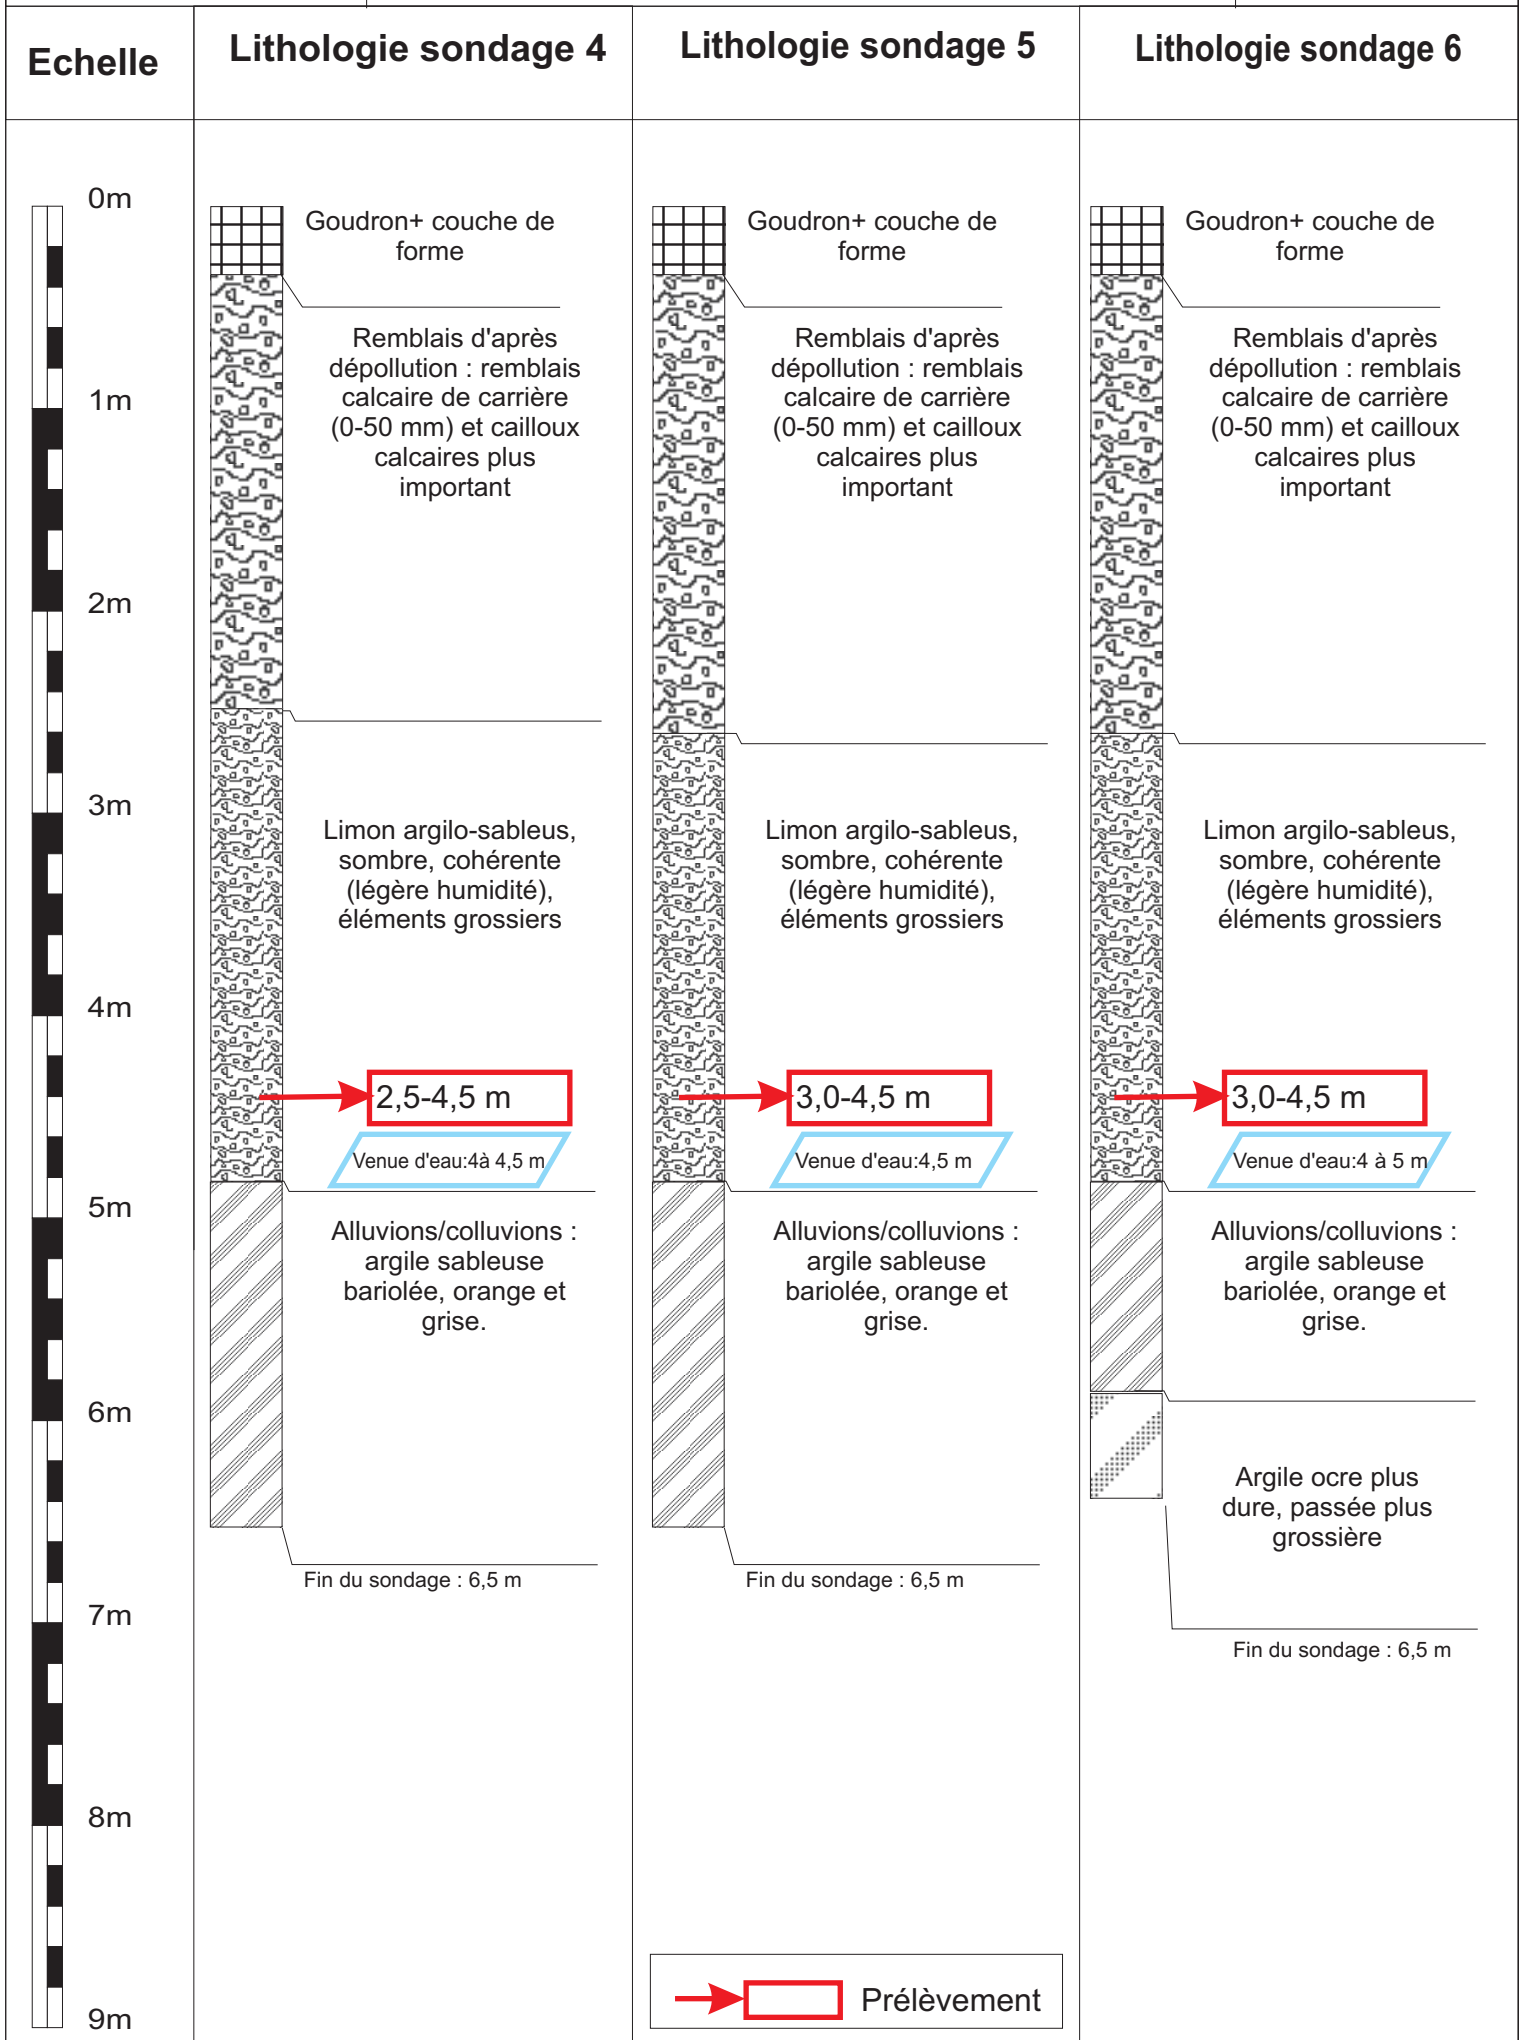 Echelle
Lithologie sondage 4
Lithologie sondage 5
Lithologie sondage 6
0m
1m
2m
3m
4m
5m
6m
7m
8m
9m
Goudron+ couche de
forme
Remblais d'après
dépollution : remblais
calcaire de carrière
(0-50 mm) et cailloux
calcaires plus
important
Limon argilo-sableus,
sombre, cohérente
(légère humidité),
éléments grossiers
2,5-4,5 m
Venue d'eau:4à 4,5 m
Alluvions/colluvions :
argile sableuse
bariolée, orange et
grise.
Fin du sondage : 6,5 m
Goudron+ couche de
forme
Remblais d'après
dépollution : remblais
calcaire de carrière
(0-50 mm) et cailloux
calcaires plus
important
Limon argilo-sableus,
sombre, cohérente
(légère humidité),
éléments grossiers
3,0-4,5 m
Venue d'eau:4,5 m
Alluvions/colluvions :
argile sableuse
bariolée, orange et
grise.
Fin du sondage : 6,5 m
Goudron+ couche de
forme
Remblais d'après
dépollution : remblais
calcaire de carrière
(0-50 mm) et cailloux
calcaires plus
important
Limon argilo-sableus,
sombre, cohérente
(légère humidité),
éléments grossiers
3,0-4,5 m
Venue d'eau:4 à 5 m
Alluvions/colluvions :
argile sableuse
bariolée, orange et
grise.
Argile ocre plus
dure, passée plus
grossière
Fin du sondage : 6,5 m
Prélèvement